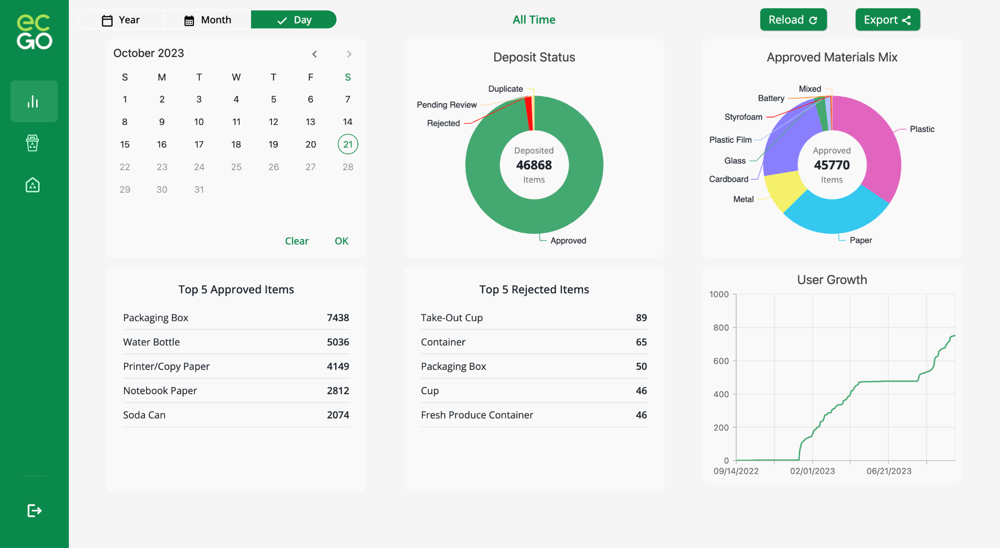 ec
GO
Year
Month
Day
All Time
Reload
Export
October 2023
S M T W T F S
1 2 3 4 5 6 7
8 9 10 11 12 13 14
15 16 17 18 19 20 21
22 23 24 25 26 27 28
29 30 31
Clear OK
Deposit Status
Duplicate
Pending Review
Rejected
Deposited
46868
Items
Approved
Approved Materials Mix
Mixed
Battery
Styrofoam
Plastic
Plastic Film
Glass
Cardboard
Metal
Approved
45770
Items
Paper
Top 5 Approved Items
Packaging Box 7438
Water Bottle 5036
Printer/Copy Paper 4149
Notebook Paper 2812
Soda Can 2074
Top 5 Rejected Items
Take-Out Cup 89
Container 65
Packaging Box 50
Cup 46
Fresh Produce Container 46
User Growth
1000
800
600
400
200
0
09/14/2022 02/01/2023 06/21/2023